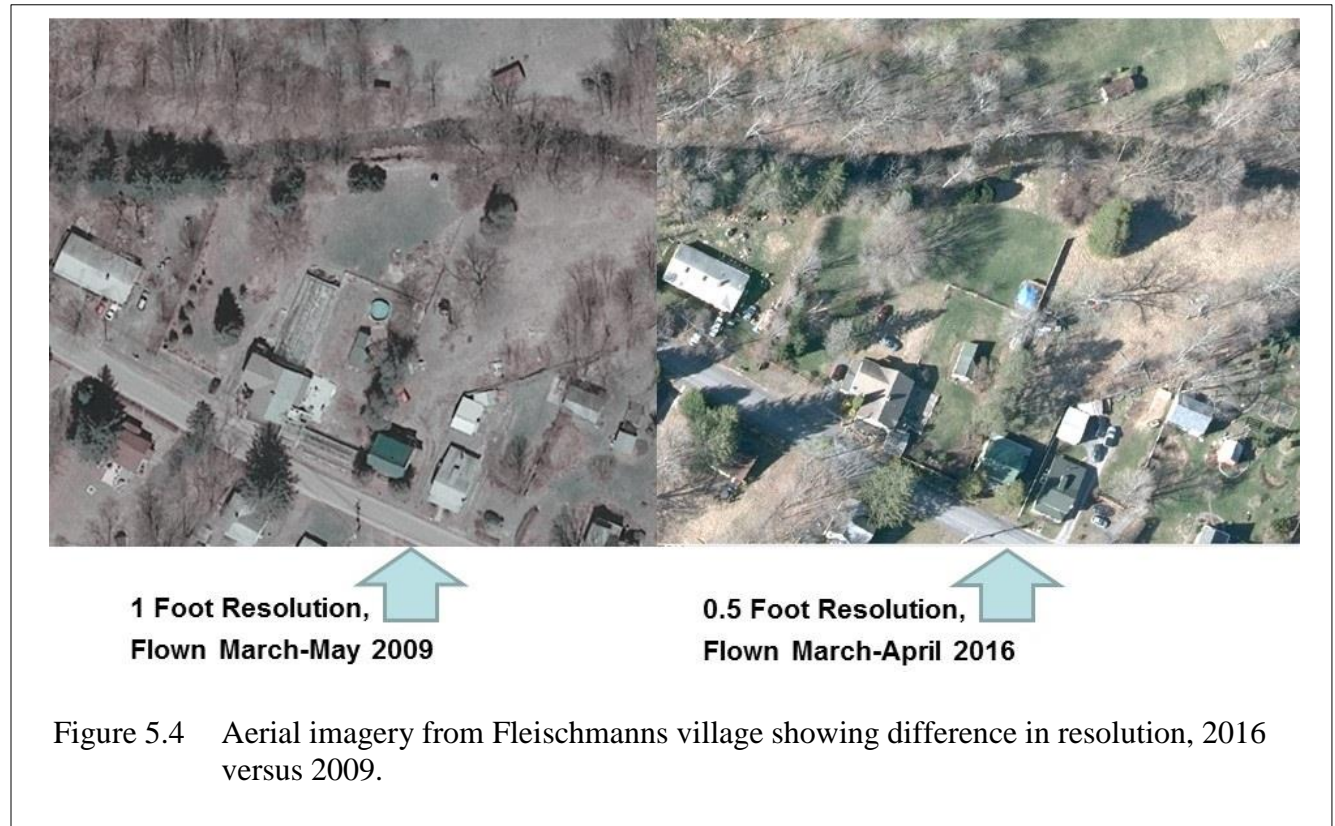 1 Foot Resolution,
Flown March-May 2009
0.5 Foot Resolution,
Flown March-April 2016
Figure 5.4 Aerial imagery from Fleischmanns village showing difference in resolution, 2016
versus 2009.